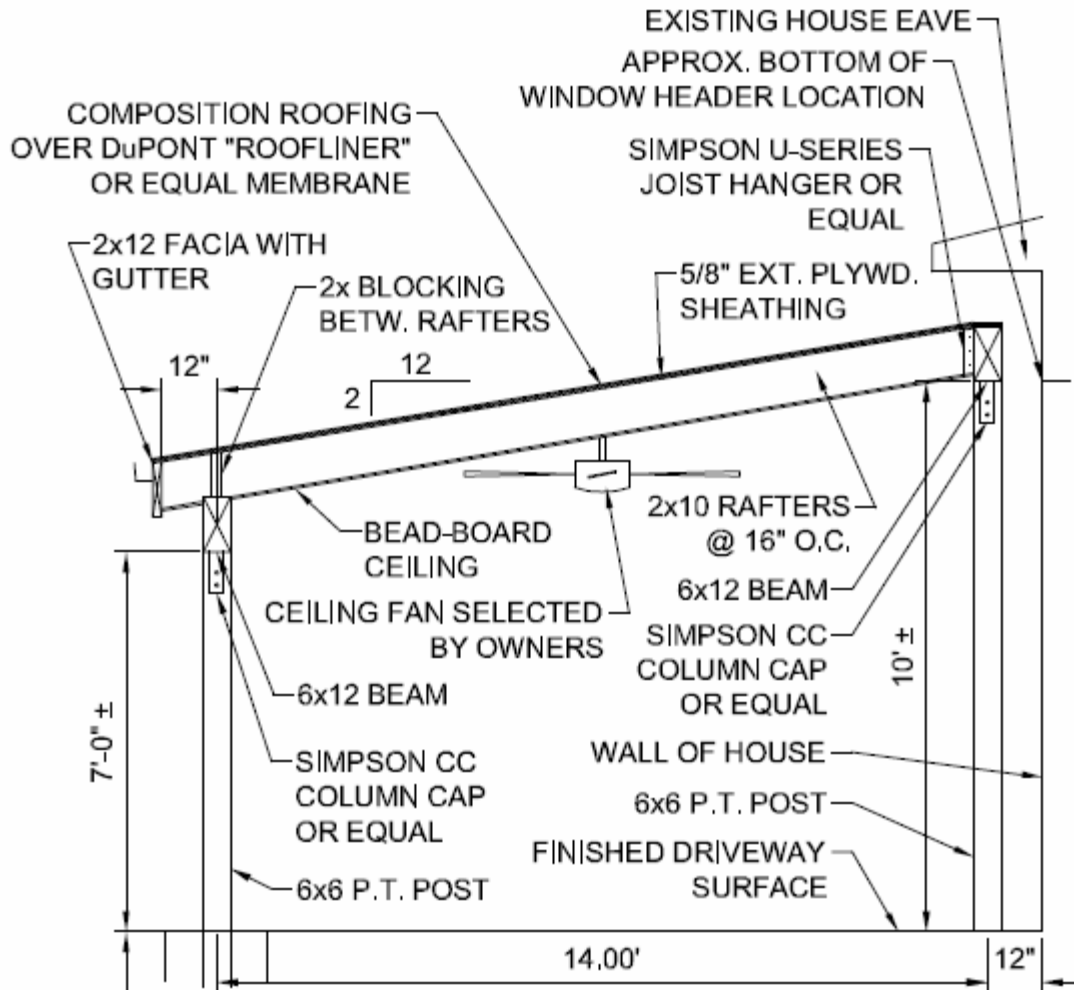 EXISTING HOUSE EAVE
APPROX. BOTTOM OF
WINDOW HEADER LOCATION
COMPOSITION ROOFING
OVER DuPONT "ROOFLINER"
OR EQUAL MEMBRANE
SIMPSON U-SERIES
JOIST HANGER OR
EQUAL
2x12 FACIA WITH
GUTTER
2x BLOCKING
BETW. RAFTERS
5/8" EXT. PLYWD.
SHEATHING
12"
12
2
BEAD-BOARD
CEILING
2x10 RAFTERS
@ 16" O.C.
CEILING FAN SELECTED
BY OWNERS
6x12 BEAM
SIMPSON CC
COLUMN CAP
OR EQUAL
10' ±
6x12 BEAM
7'-0" ±
SIMPSON CC
COLUMN CAP
OR EQUAL
WALL OF HOUSE
6x6 P.T. POST
FINISHED DRIVEWAY
SURFACE
6x6 P.T. POST
14.00'
12"